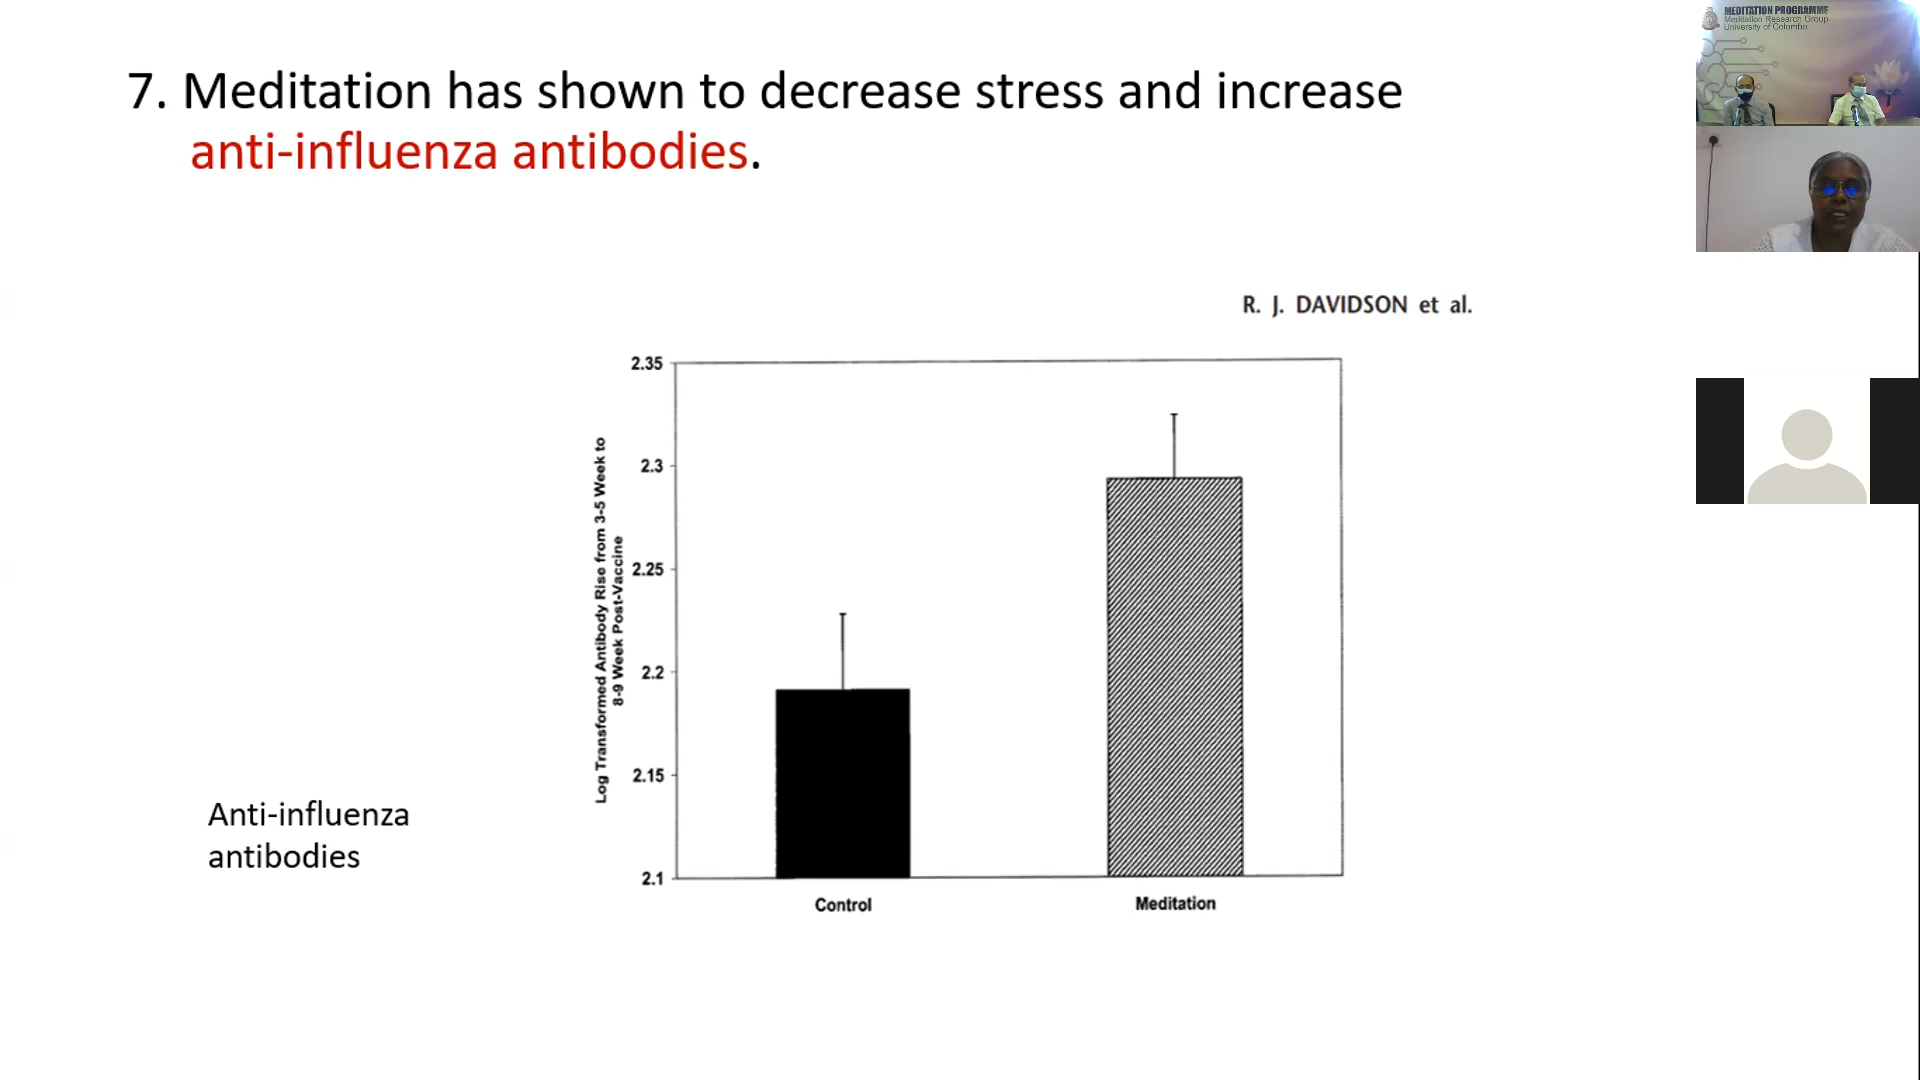 7. Meditation has shown to decrease stress and increase
anti-influenza antibodies.
R. J. DAVIDSON et al.
2.35
2.3
2.25
2.2
2.15
2.1
Log Transformed Antibody Rise from 3-5 Week to
8-9 Week Post-Vaccine
Control
Meditation
Anti-influenza
antibodies
MEDITATION PROGRAMME
Meditation Research Group
University of Colombo